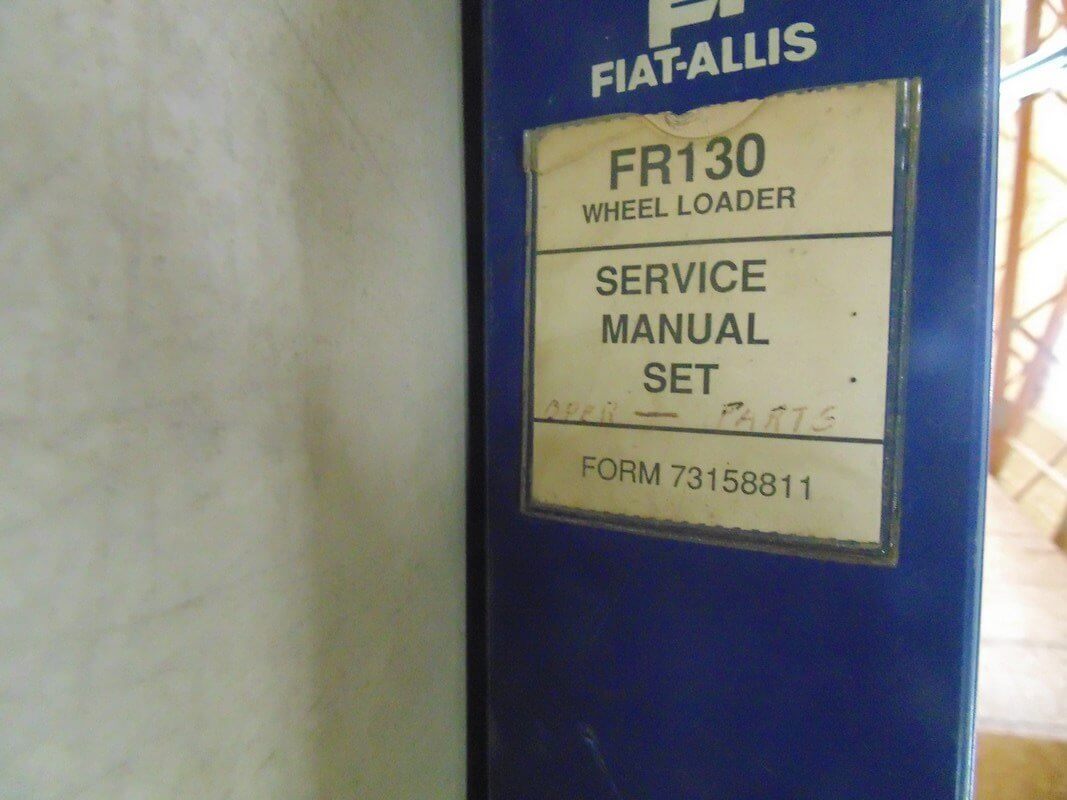 FIAT-ALLIS
FR130
WHEEL LOADER
SERVICE
MANUAL
SET
OPER — PARTS
FORM 73158811